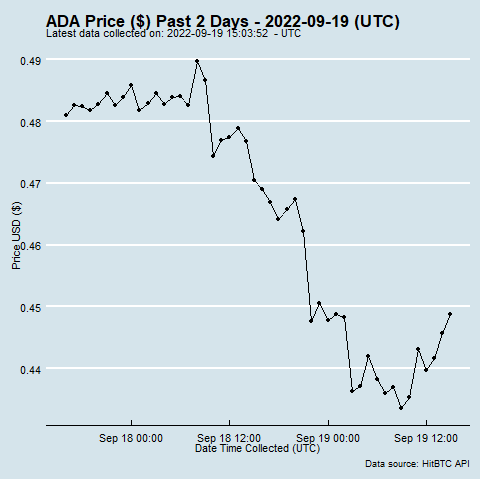 ADA Price ($) Past 2 Days - 2022-09-19 (UTC)
Latest data collected on: 2022-09-19 15:03:52 - UTC
0.49
0.48
0.47
0.46
0.45
0.44
Price USD ($)
Sep 18 00:00 Sep 18 12:00 Sep 19 00:00 Sep 19 12:00
Date Time Collected (UTC)
Data source: HitBTC API